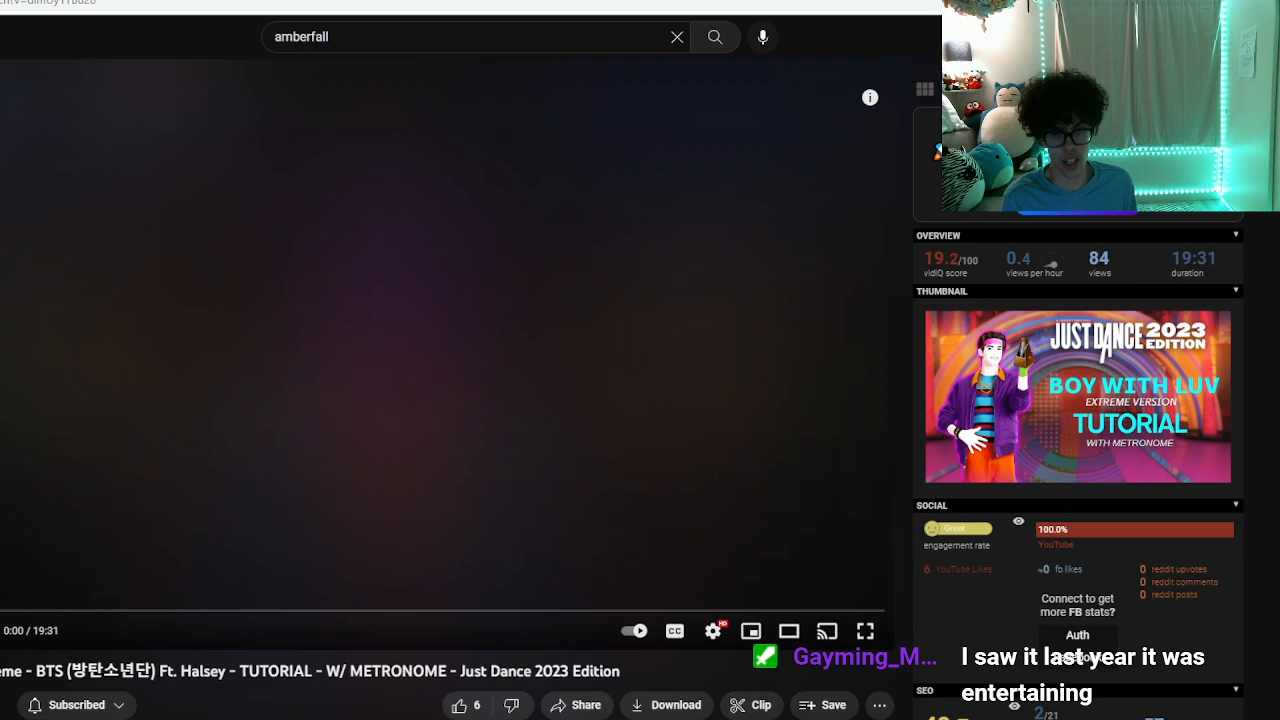 amberfall
OVERVIEW
19.2/100
vidIQ score
0.4
views per hour
84
views
19:31
duration
THUMBNAIL
JUST DANCE 2023
EDITION
BOY WITH LUV
EXTREME VERSION
TUTORIAL
WITH METRONOME
SOCIAL
Great
engagement rate
100.0%
YouTube
6 YouTube Likes
≈0 fb likes
0 reddit upvotes
0 reddit comments
0 reddit posts
Connect to get
more FB stats?
Auth
0:00 / 19:31
CC
HD
eme - BTS (방탄소년단) Ft. Halsey - TUTORIAL - W/ METRONOME - Just Dance 2023 Edition
Gayming_M...
I saw it last year it was
entertaining
SEO
2/21
Subscribed
6
Share
Download
Clip
Save